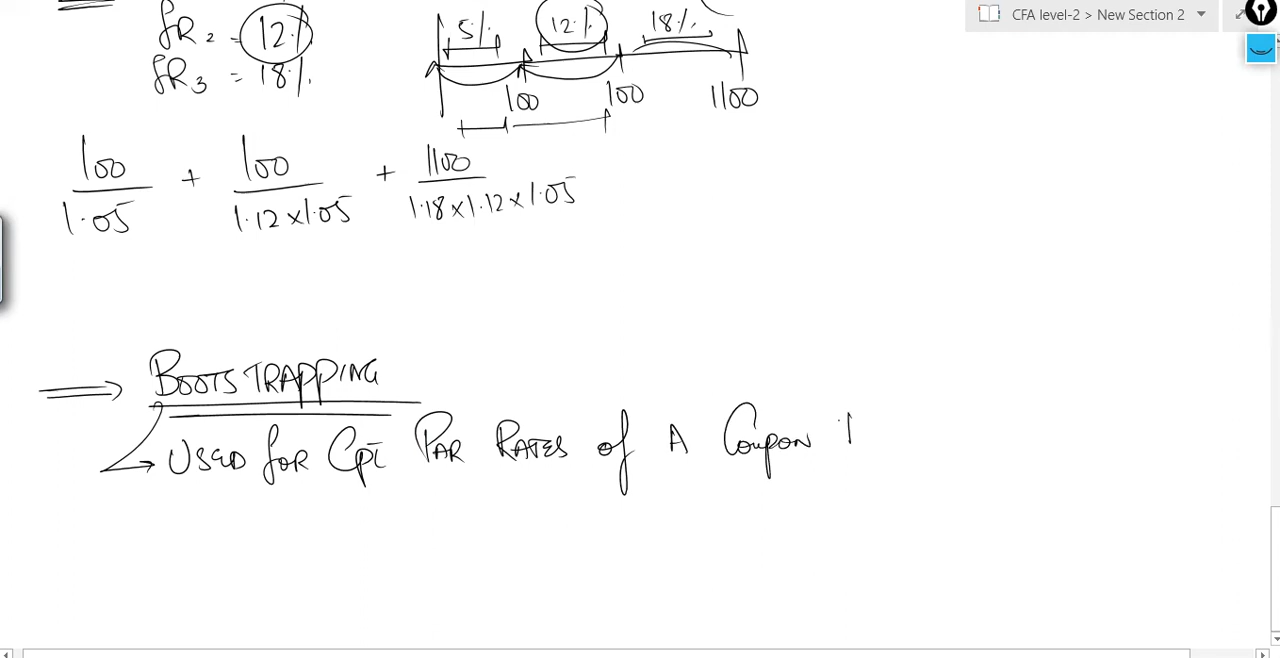 CFA level-2 > New Section 2
fR2 = 12%
fR3 = 18%
5% 12% 18%
100 100 1100
100 + 100 + 1100
1.05 1.12×1.05 1.18×1.12×1.05
⇒ BOOTSTRAPPING
→ USED FOR CPT PAR RATES OF A COUPON